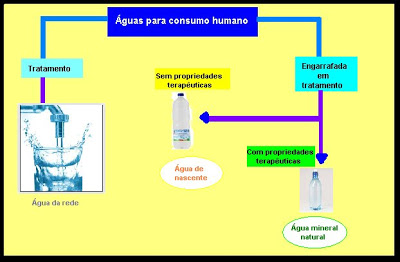 Águas para consumo humano
Tratamento
Sem propriedades
terapêuticas
Engarrafada
em
tratamento
Com propriedades
terapêuticas
Água de
nascente
Água da rede
Água mineral
natural